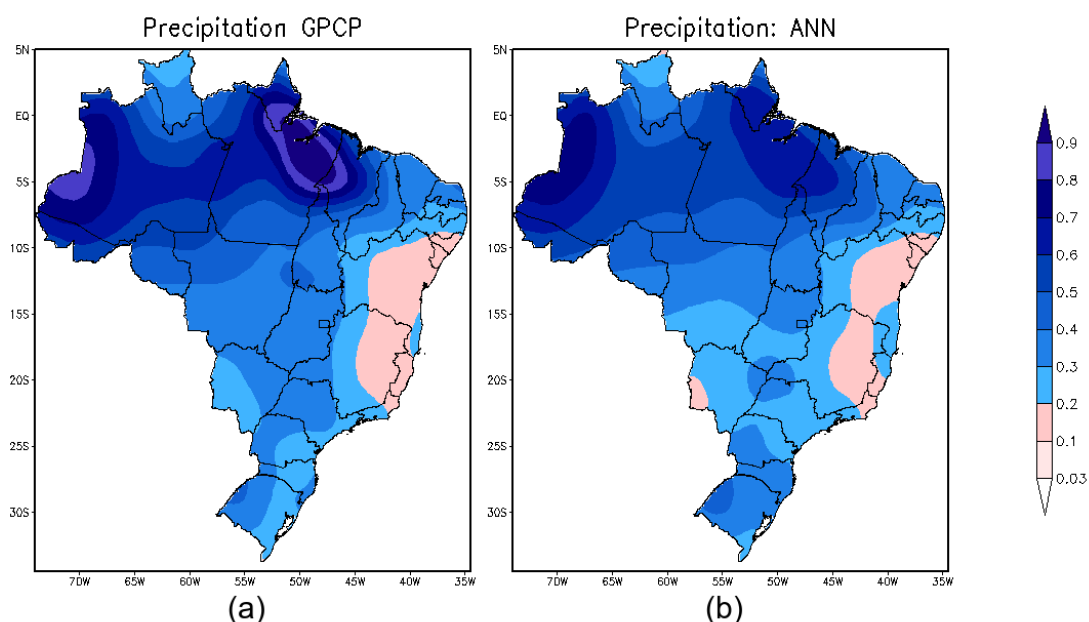 Precipitation GPCP
Precipitation: ANN
5N
EQ
5S
10S
15S
20S
25S
30S
70W 65W 60W 55W 50W 45W 40W 35W
(a)
5N
EQ
5S
10S
15S
20S
25S
30S
70W 65W 60W 55W 50W 45W 40W 35W
(b)
0.9
0.8
0.7
0.6
0.5
0.4
0.3
0.2
0.1
0.03